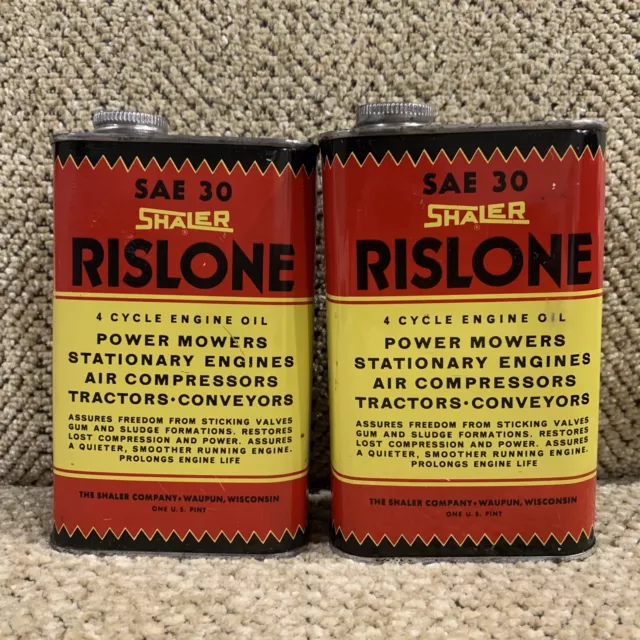 SAE 30
SHALER
®
RISLONE
4 CYCLE ENGINE OIL
POWER MOWERS
STATIONARY ENGINES
AIR COMPRESSORS
TRACTORS•CONVEYORS
ASSURES FREEDOM FROM STICKING VALVES
GUM AND SLUDGE FORMATIONS. RESTORES
LOST COMPRESSION AND POWER. ASSURES
A QUIETER, SMOOTHER RUNNING ENGINE.
PROLONGS ENGINE LIFE
THE SHALER COMPANY • WAUPUN, WISCONSIN
ONE U.S. PINT
SAE 30
SHALER
®
RISLONE
4 CYCLE ENGINE OIL
POWER MOWERS
STATIONARY ENGINES
AIR COMPRESSORS
TRACTORS•CONVEYORS
ASSURES FREEDOM FROM STICKING VALVES
GUM AND SLUDGE FORMATIONS. RESTORES
LOST COMPRESSION AND POWER. ASSURES
A QUIETER, SMOOTHER RUNNING ENGINE.
PROLONGS ENGINE LIFE
THE SHALER COMPANY • WAUPUN, WISCONSIN
ONE U.S. PINT